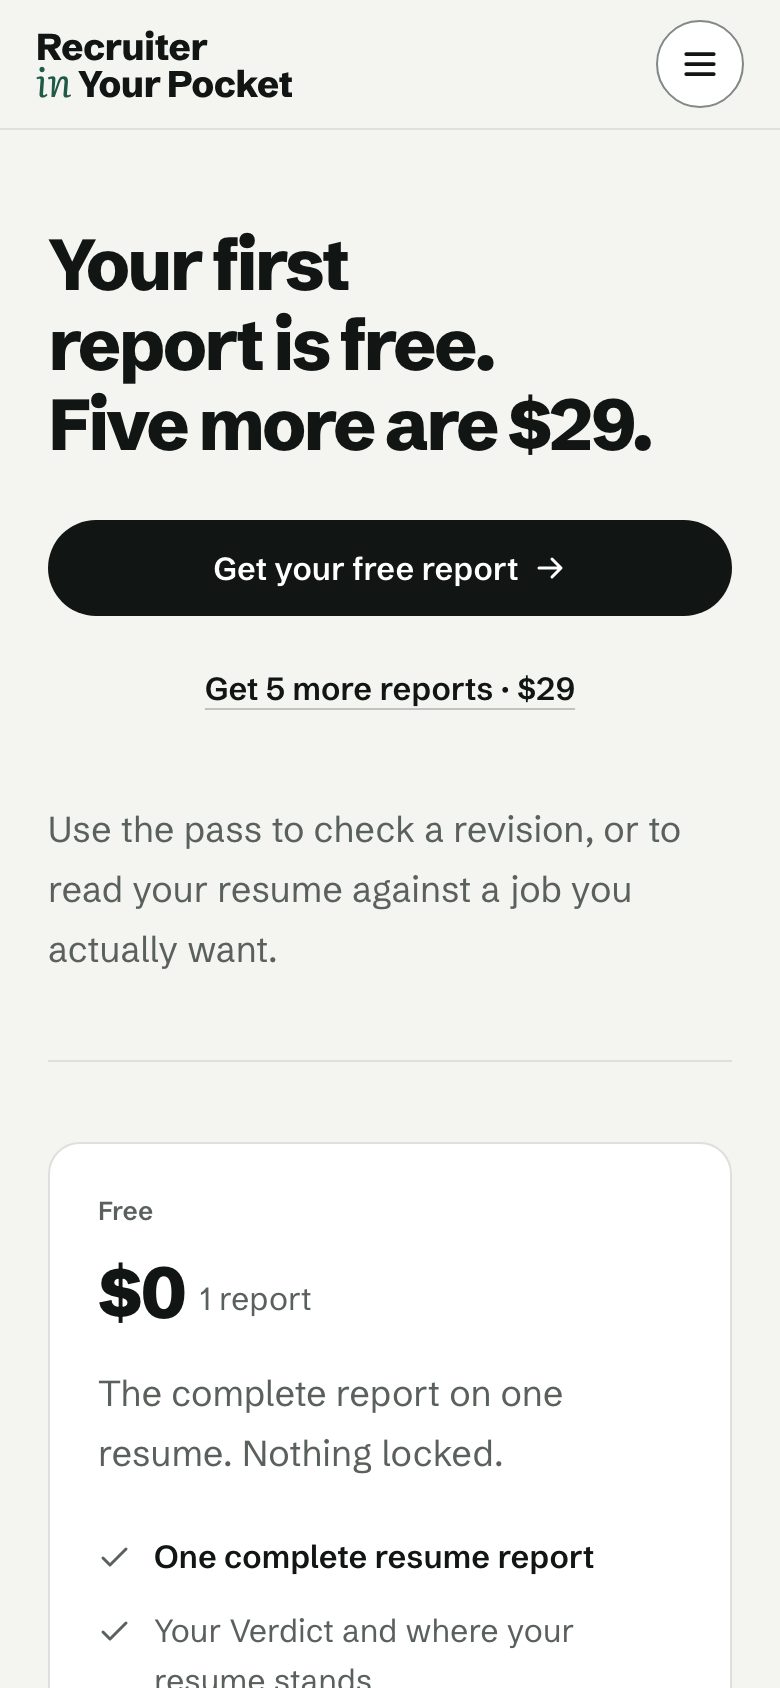 Recruiter
in Your Pocket
Your first
report is free.
Five more are $29.
Get your free report →
Get 5 more reports · $29
Use the pass to check a revision, or to
read your resume against a job you
actually want.
Free
$0 1 report
The complete report on one
resume. Nothing locked.
One complete resume report
Your Verdict and where your
resume stands